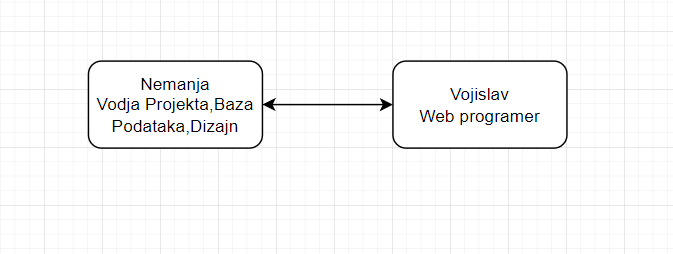 Nemanja
Vodja Projekta,Baza
Podataka,Dizajn
Vojislav
Web programer